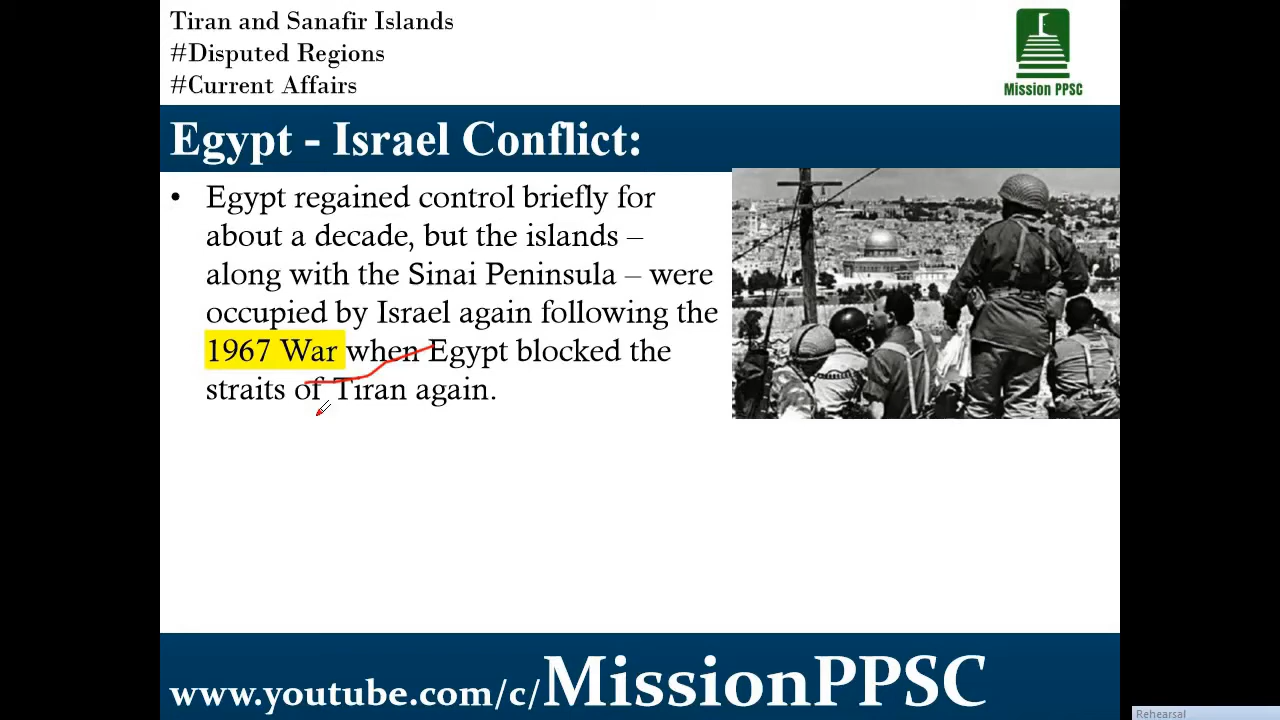 Tiran and Sanafir Islands
#Disputed Regions
#Current Affairs
Mission PPSC
Egypt - Israel Conflict:
• Egypt regained control briefly for
about a decade, but the islands –
along with the Sinai Peninsula – were
occupied by Israel again following the
1967 War when Egypt blocked the
straits of Tiran again.
www.youtube.com/c/MissionPPSC
Rehearsal